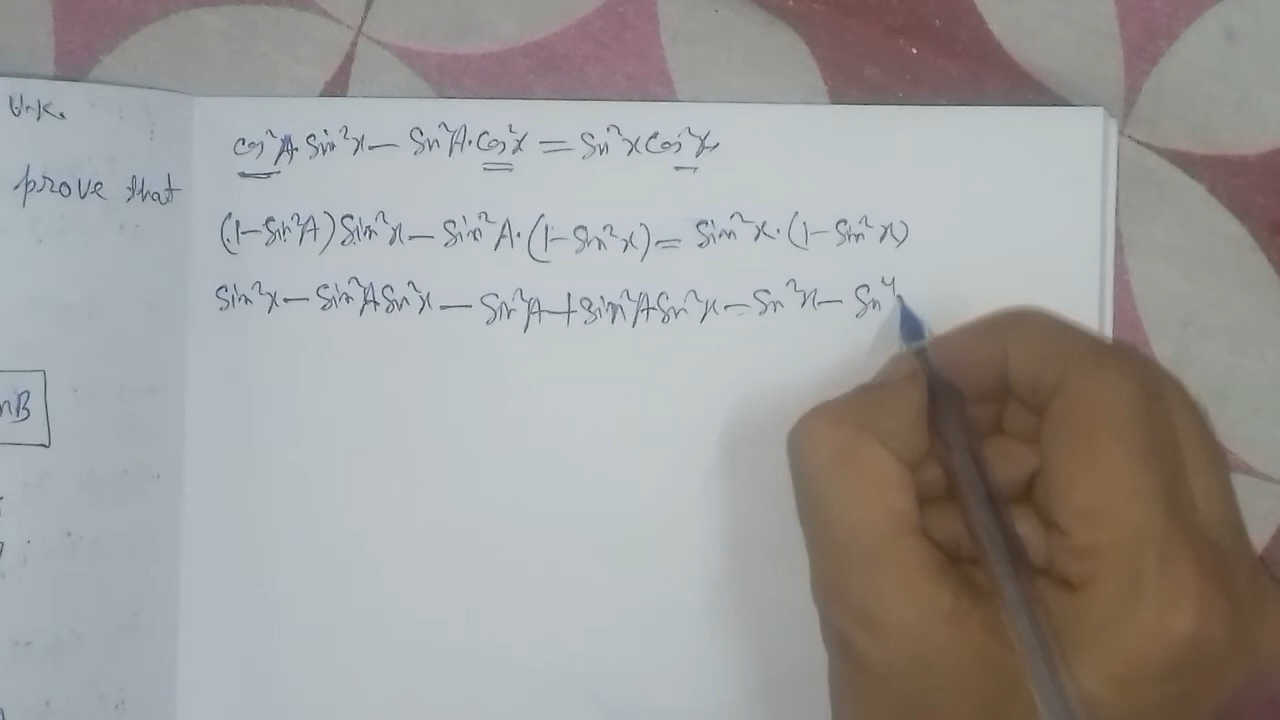 prove that
cos²A. Sin²x - Sin²A. Cos²x = Sin²x Cos²x
(1-Sin²A) Sin²x - Sin²A. (1-Sin²x) = Sin²x. (1-Sin²x)
Sin²x - Sin²A Sin²x - Sin²A + Sin²A Sin²x = Sin²x - Sin⁴
nB